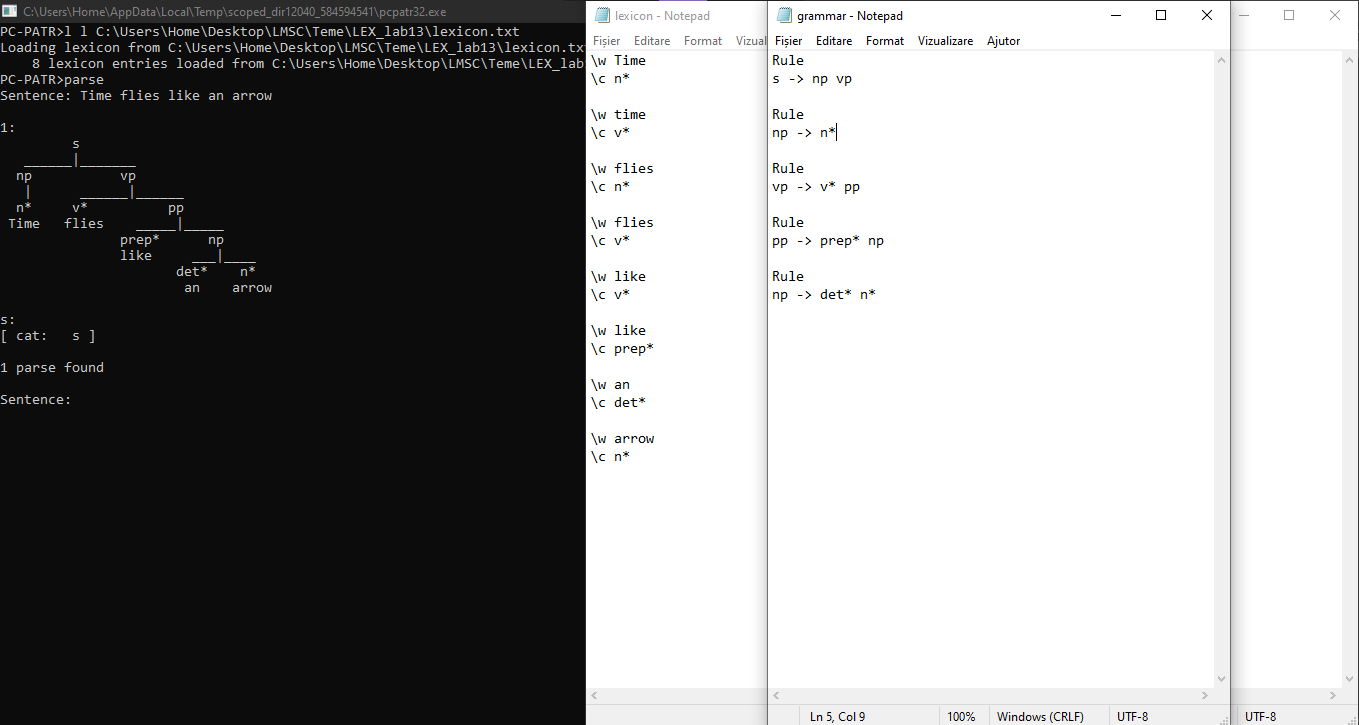 C:\Users\Home\AppData\Local\Temp\scoped_dir12040_584594541\pcpatr32.exe
PC-PATR>l l C:\Users\Home\Desktop\LMSC\Teme\LEX_lab13\lexicon.txt
Loading lexicon from C:\Users\Home\Desktop\LMSC\Teme\LEX_lab13\lexicon.tx
8 lexicon entries loaded from C:\Users\Home\Desktop\LMSC\Teme\LEX_lab
PC-PATR>parse
Sentence: Time flies like an arrow
1:
s
np vp
n* v* pp
Time flies
prep* np
like
det* n*
an arrow
s:
[ cat: s ]
1 parse found
Sentence:
lexicon - Notepad
Fișier Editare Format Vizual
\w Time
\c n*
\w time
\c v*
\w flies
\c n*
\w flies
\c v*
\w like
\c v*
\w like
\c prep*
\w an
\c det*
\w arrow
\c n*
grammar - Notepad
Fișier Editare Format Vizualizare Ajutor
Rule
s -> np vp
Rule
np -> n*
Rule
vp -> v* pp
Rule
pp -> prep* np
Rule
np -> det* n*
Ln 5, Col 9 100% Windows (CRLF) UTF-8
UTF-8